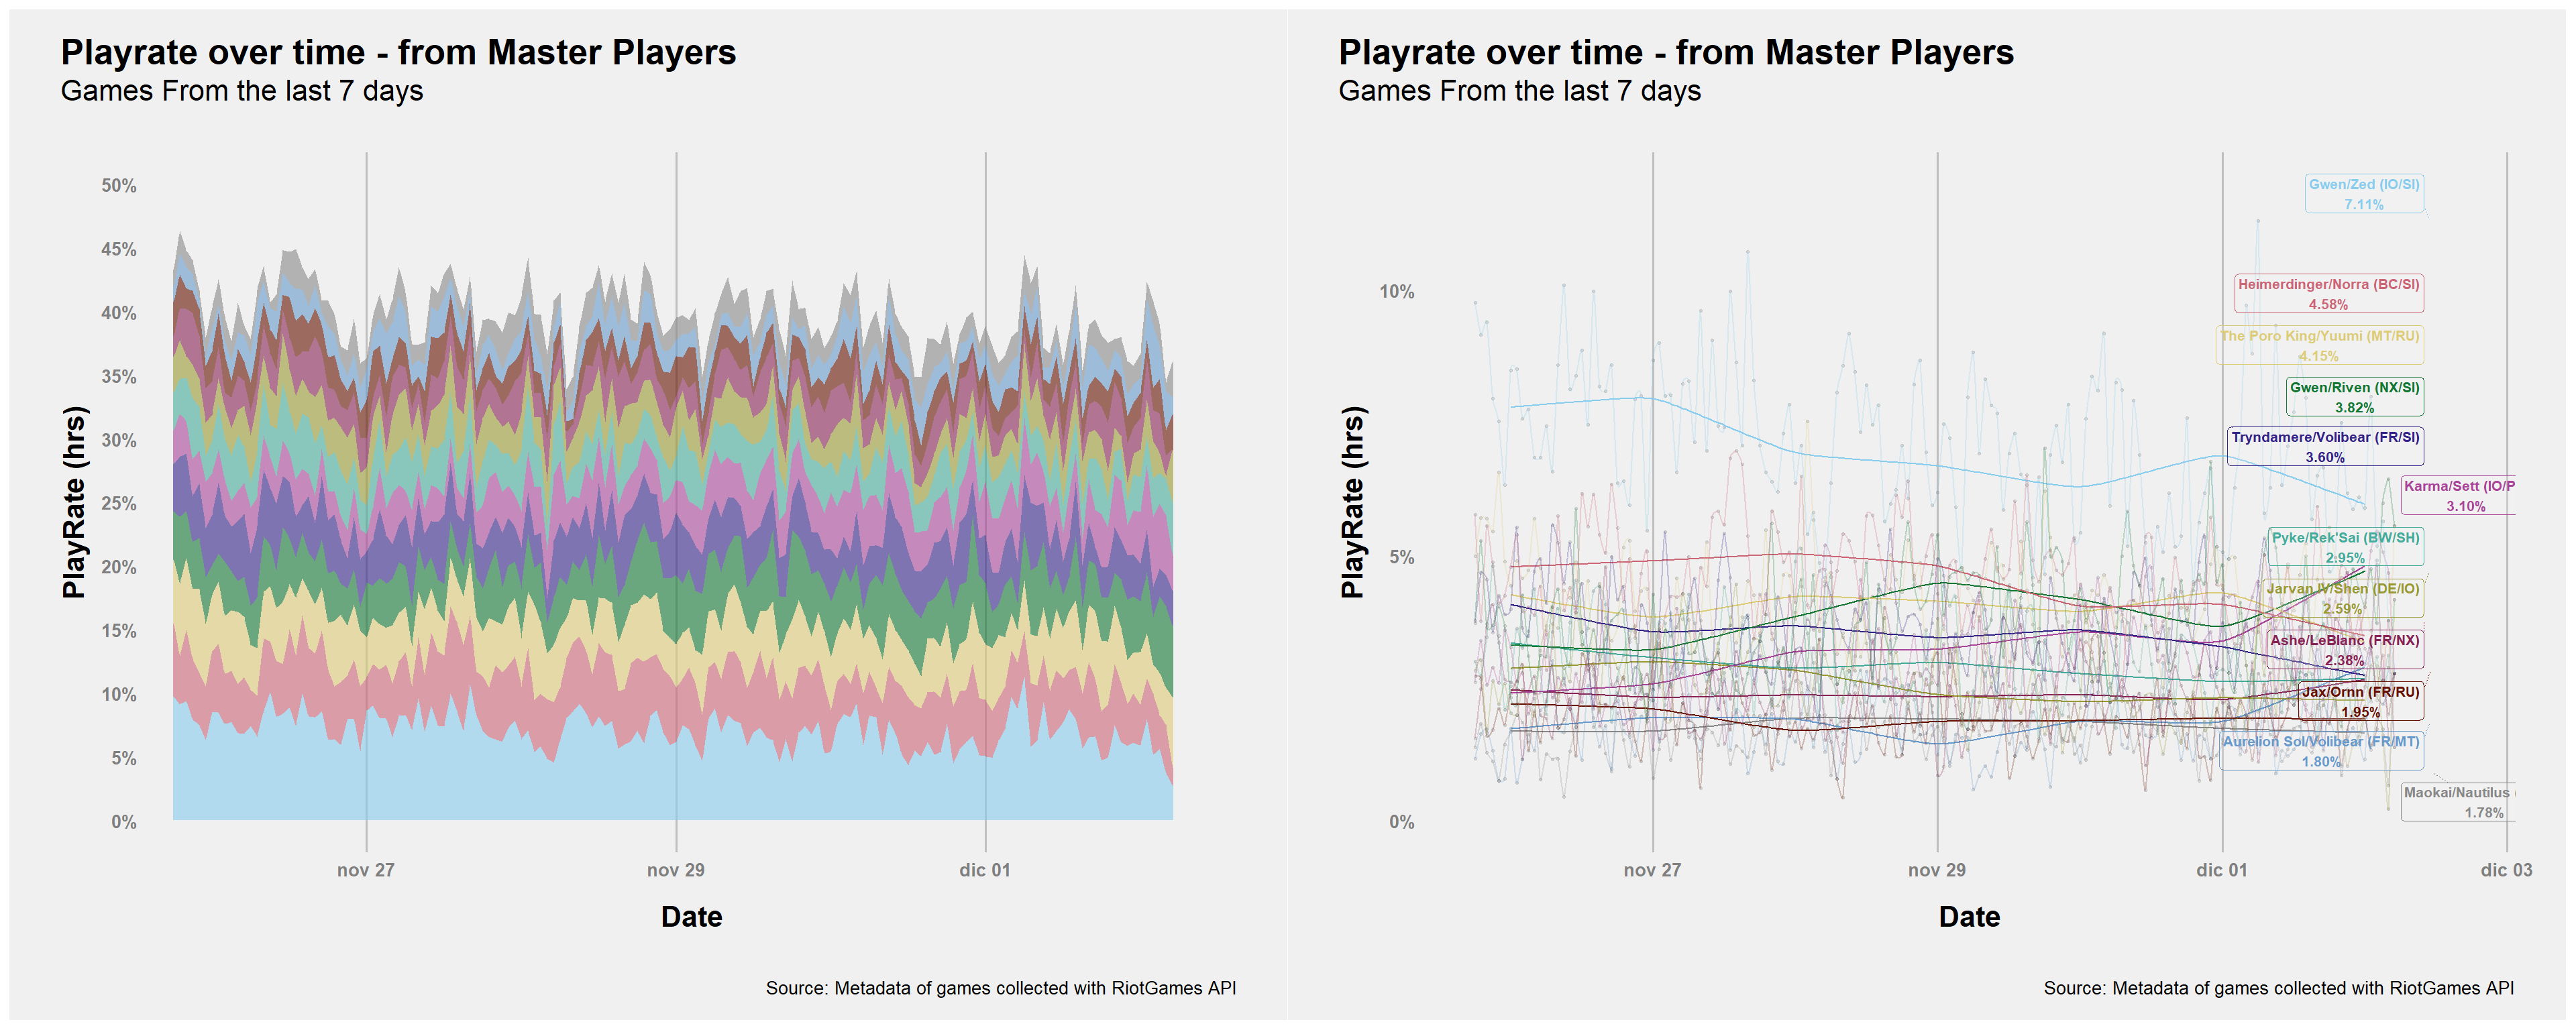 Playrate over time - from Master Players
Games From the last 7 days
50%
45%
40%
35%
30%
25%
20%
15%
10%
5%
0%
PlayRate (hrs)
nov 27
nov 29
dic 01
Date
Source: Metadata of games collected with RiotGames API
Playrate over time - from Master Players
Games From the last 7 days
10%
5%
0%
PlayRate (hrs)
Gwen/Zed (IO/SI)
7.11%
Heimerdinger/Norra (BC/SI)
4.58%
The Poro King/Yuumi (MT/RU)
4.15%
Gwen/Riven (NX/SI)
3.82%
Tryndamere/Volibear (FR/SI)
3.60%
Karma/Sett (IO/P
3.10%
Pyke/Rek'Sai (BW/SH)
2.95%
Jarvan IV/Shen (DE/IO)
2.59%
Ashe/LeBlanc (FR/NX)
2.38%
Jax/Ornn (FR/RU)
1.95%
Aurelion Sol/Volibear (FR/MT)
1.80%
Maokai/Nautilus (
1.78%
nov 27
nov 29
dic 01
dic 03
Date
Source: Metadata of games collected with RiotGames API